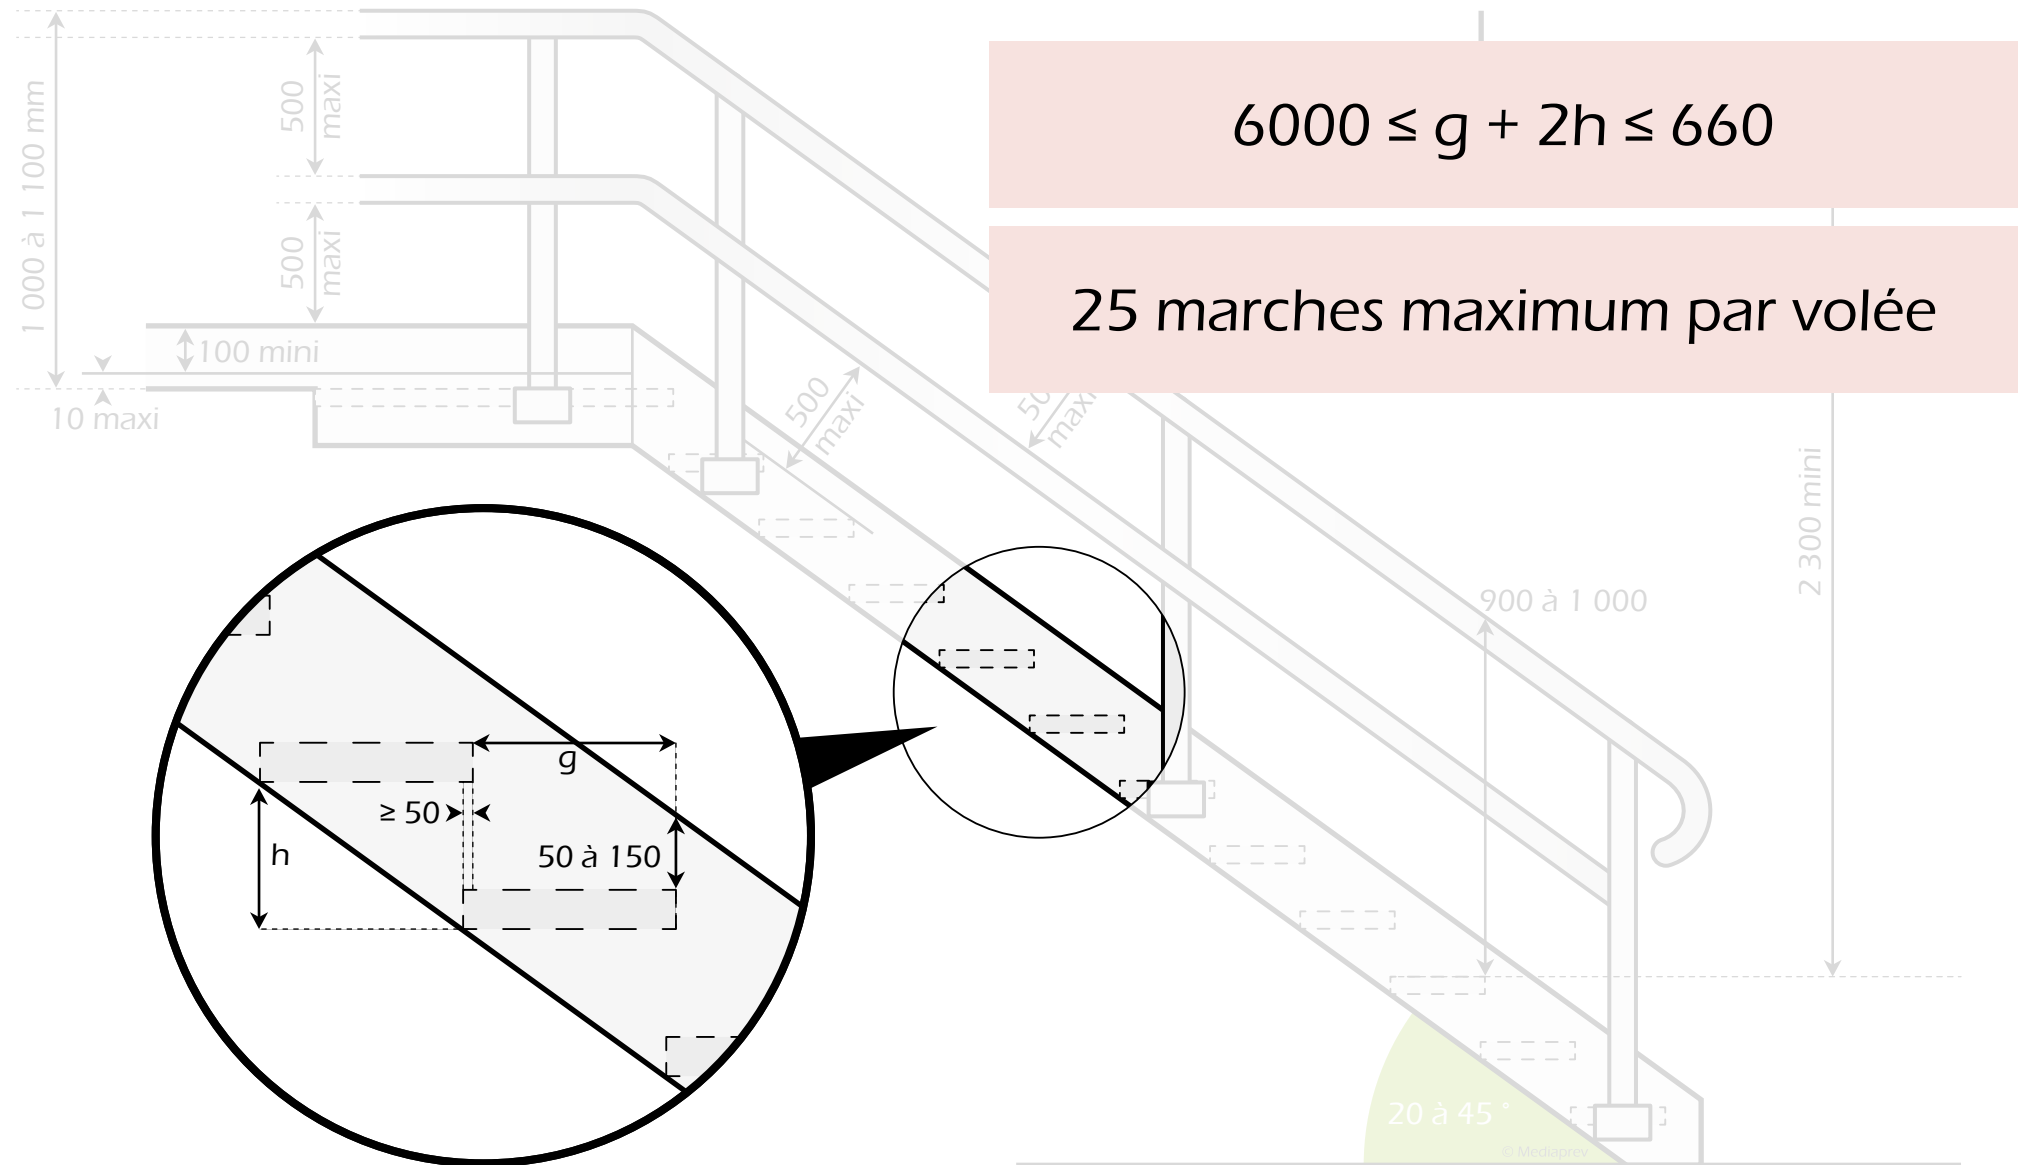 1 000 à 1 100 mm
500
maxi
500
maxi
100 mini
10 maxi
6000 ≤ g + 2h ≤ 660
25 marches maximum par volée
500
maxi
maxi
2 300 mini
900 à 1 000
g
≥ 50
h
50 à 150
20 à 45 °
© Mediaprev